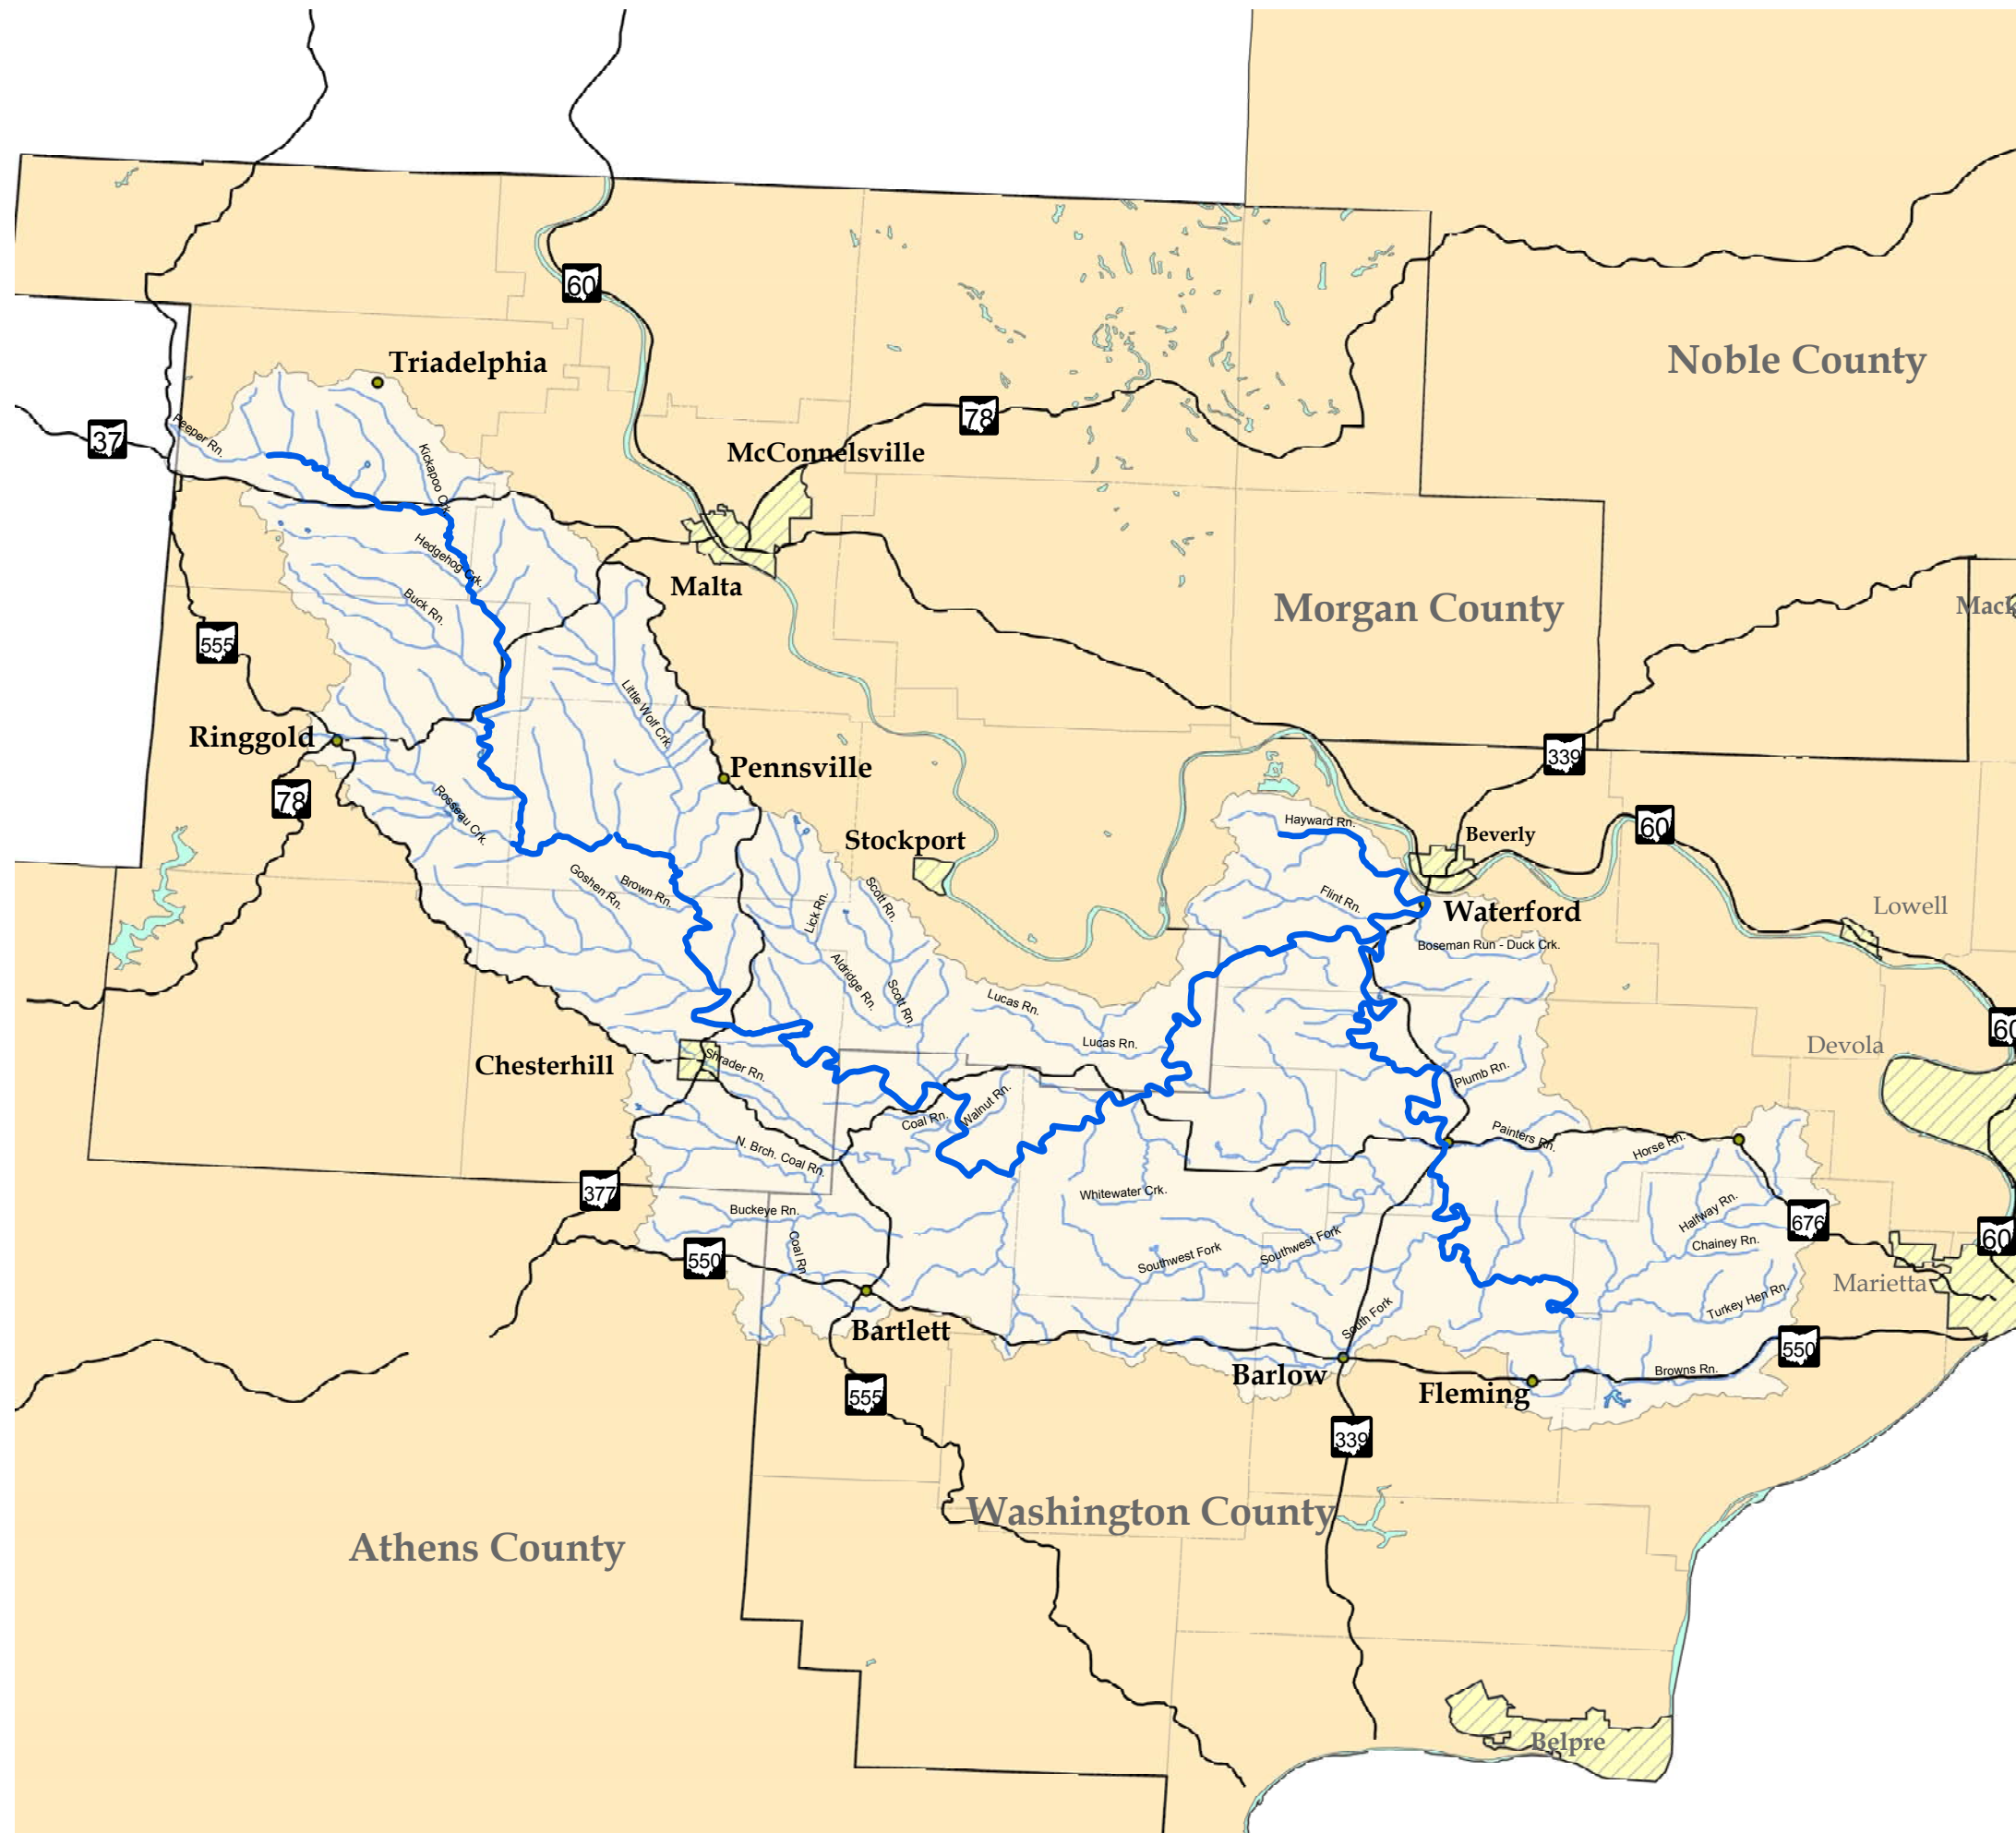 60
Noble County
Triadelphia
78
37
Peeper Rn.
McConnelsville
Kickapoo Crk.
Hedgehog Crk.
Malta
Buck Rn.
Morgan County
555
Little Wolf Crk.
Ringgold
Pennsville
339
78
Rosseau Crk.
Hayward Rn.
60
Stockport
Beverly
Goshen Rn.
Brown Rn.
Scott Rn.
Lick Rn.
Flint Rn.
Waterford
Lowell
Boseman Run - Duck Crk.
Aldridge Rn.
Scott Rn.
Lucas Rn.
60
Lucas Rn.
Devola
Chesterhill
Shrader Rn.
Plumb Rn.
Walnut Rn.
Coal Rn.
Painters Rn.
Horse Rn.
N. Brch. Coal Rn.
377
Whitewater Crk.
Buckeye Rn.
Halfway Rn.
676
60
Coal Rn
Southwest Fork
Southwest Fork
Chainey Rn.
550
Marietta
Turkey Hen Rn.
South Fork
Bartlett
550
Barlow
Browns Rn.
Fleming
555
339
Washington County
Athens County
Belpre